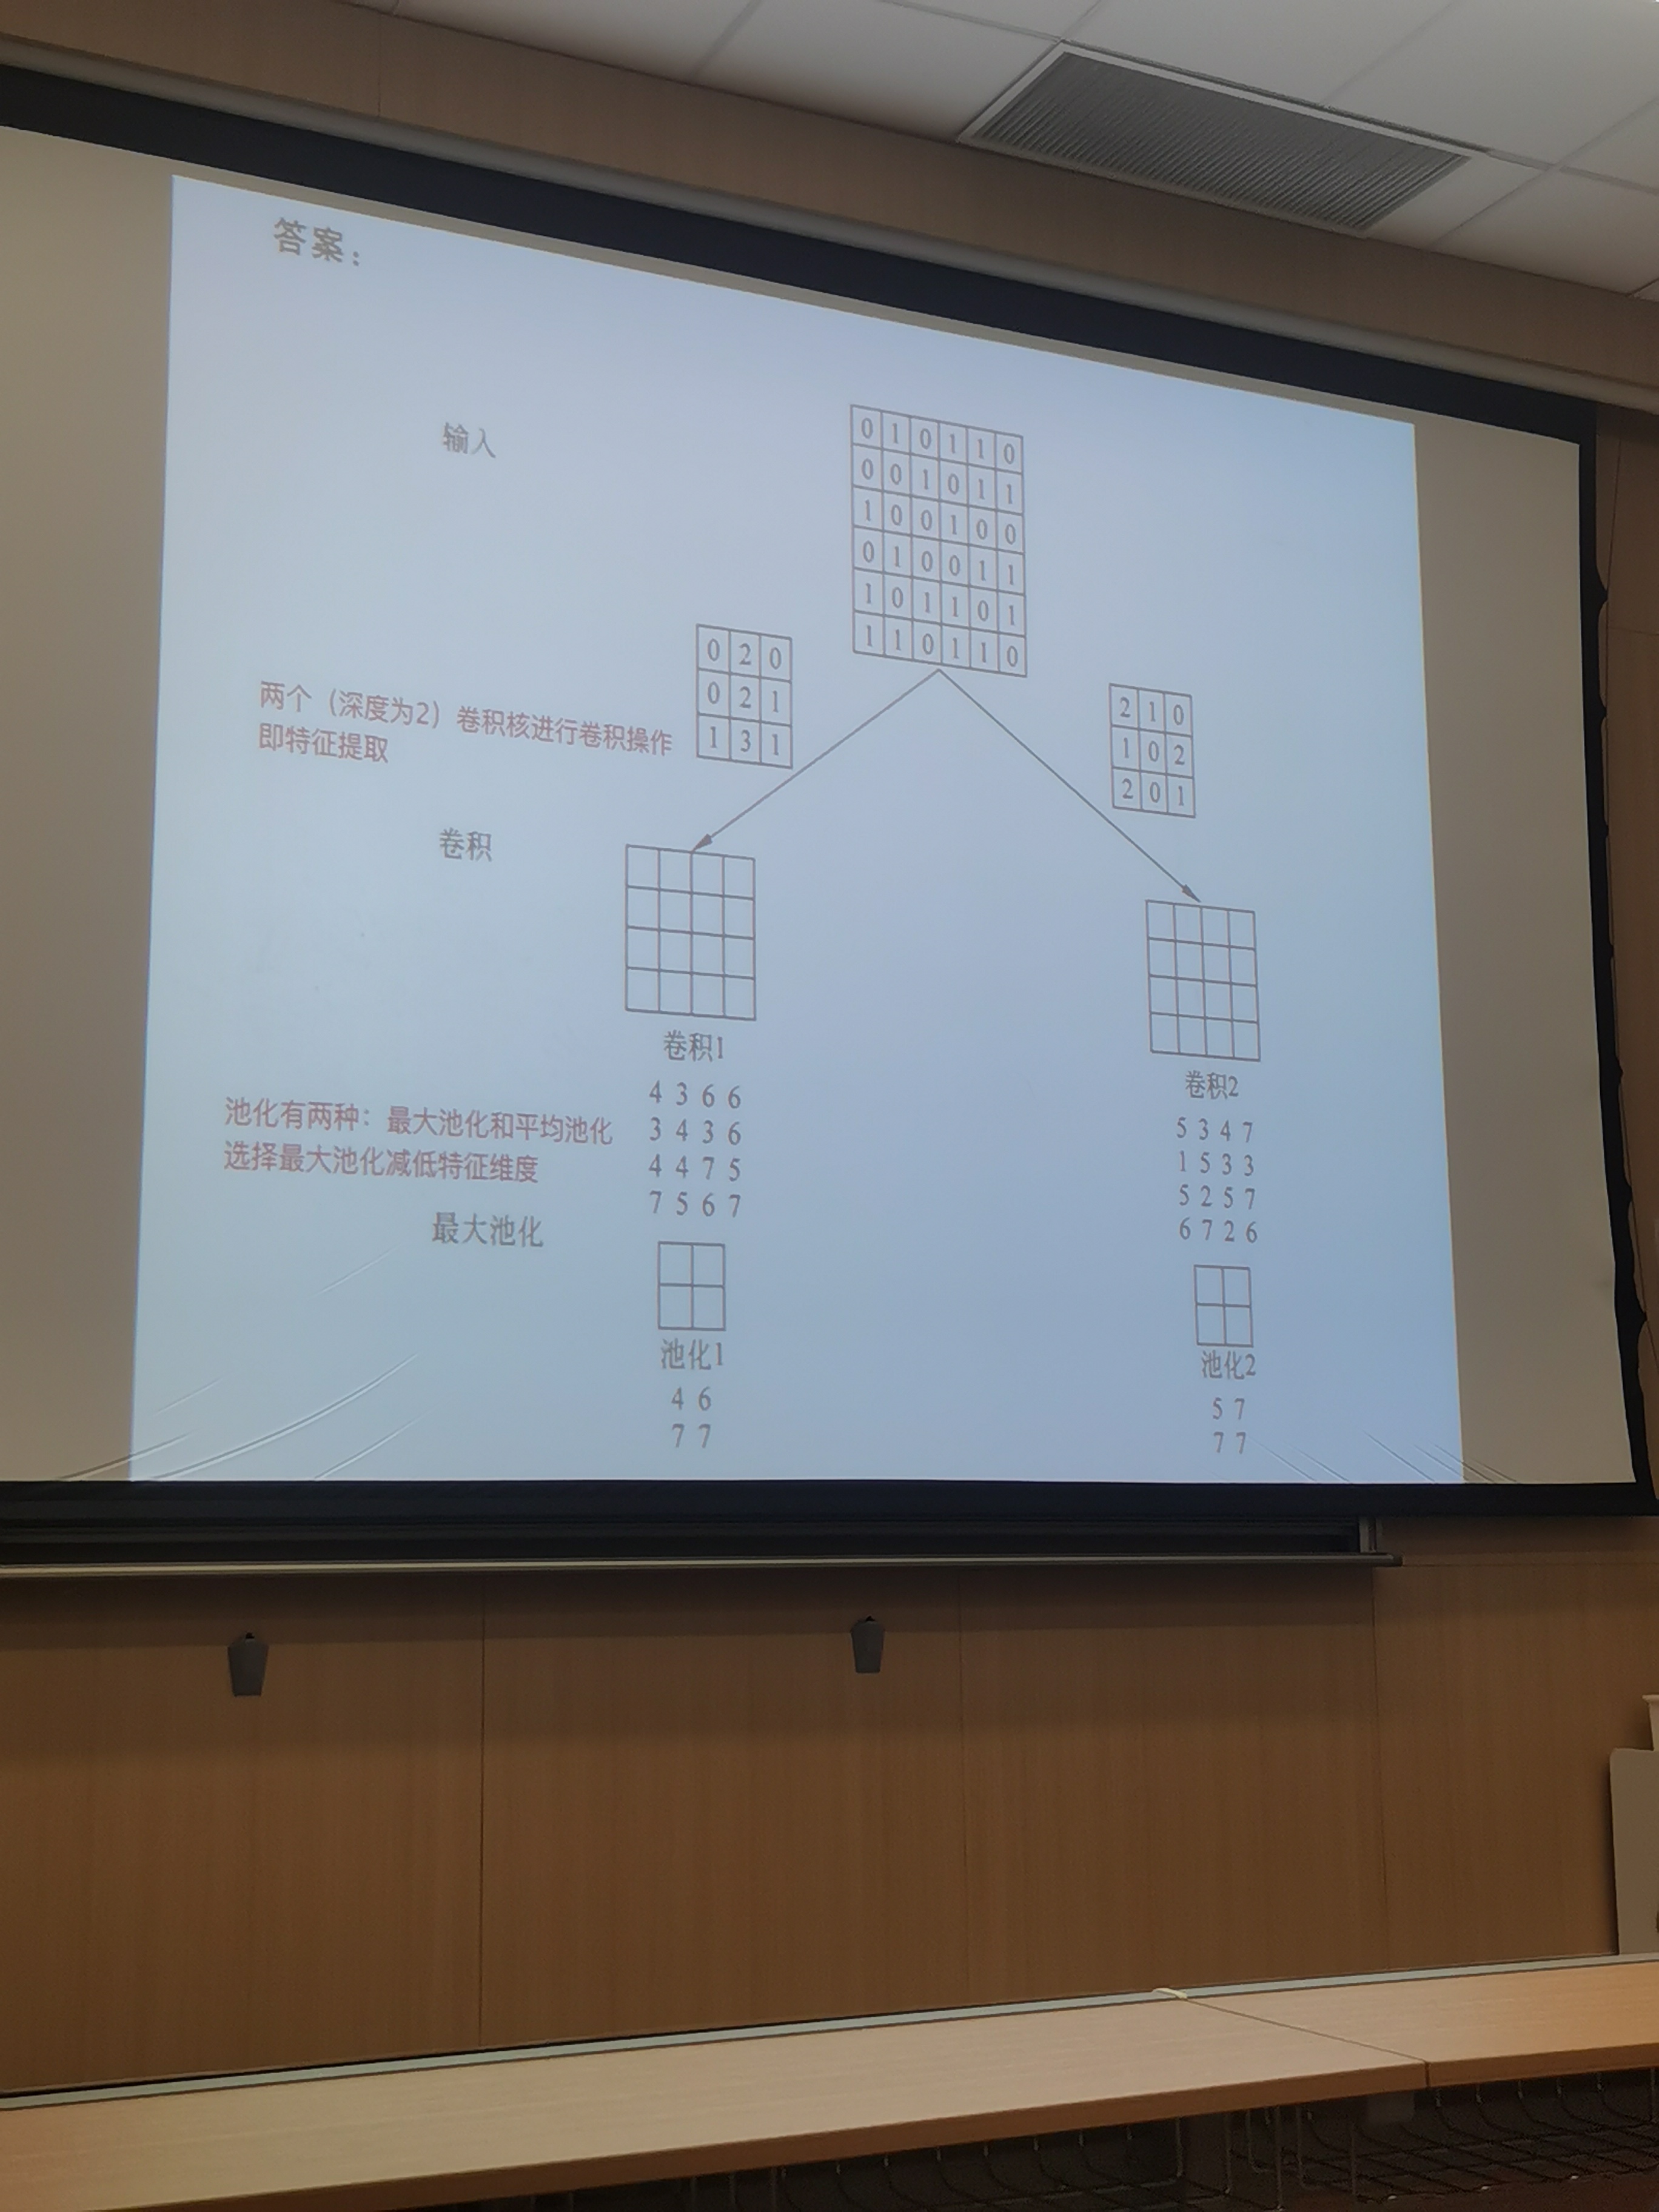 答案：
输入
0 1 0 1 1 0
0 0 1 0 1 1
1 0 0 1 0 0
0 1 0 0 1 1
1 0 1 1 0 1
1 1 0 1 1 0
0 2 0
0 2 1
1 3 1
2 1 0
1 0 2
2 0 1
两个（深度为2）卷积核进行卷积操作
即特征提取
卷积
卷积1
4 3 6 6
3 4 3 6
4 4 7 5
7 5 6 7
卷积2
5 3 4 7
1 5 3 3
5 2 5 7
6 7 2 6
池化有两种：最大池化和平均池化
选择最大池化减低特征维度
最大池化
池化1
4 6
7 7
池化2
5 7
7 7